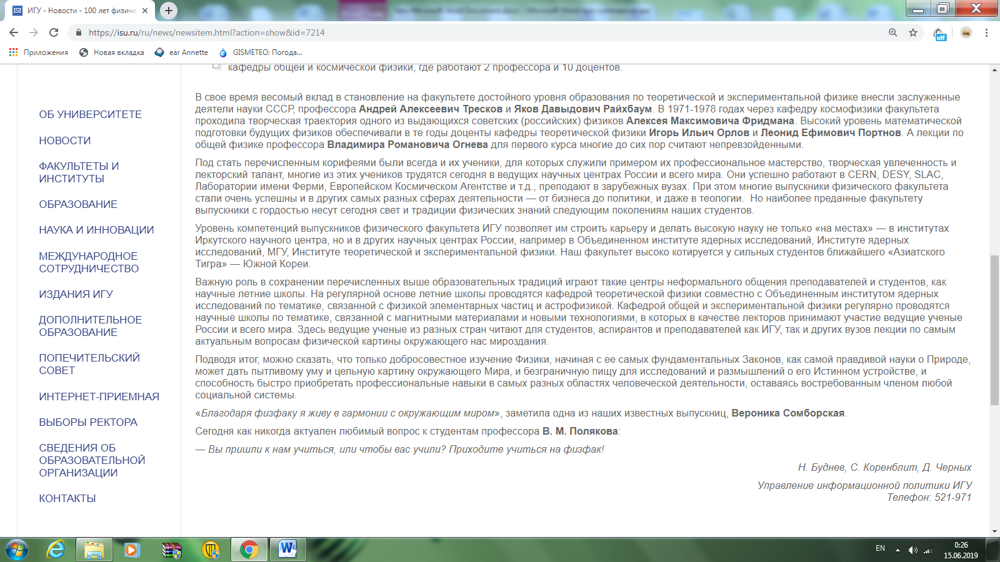 ИГУ - Новости - 100 лет физиче
https://isu.ru/ru/news/newsitem.html?action=show&id=7214
off
Приложения
Новая вкладка
ear Annette
GISMETEO: Погода...
ОБ УНИВЕРСИТЕТЕ
НОВОСТИ
ФАКУЛЬТЕТЫ И
ИНСТИТУТЫ
ОБРАЗОВАНИЕ
НАУКА И ИННОВАЦИИ
МЕЖДУНАРОДНОЕ
СОТРУДНИЧЕСТВО
ИЗДАНИЯ ИГУ
ДОПОЛНИТЕЛЬНОЕ
ОБРАЗОВАНИЕ
ПОПЕЧИТЕЛЬСКИЙ
СОВЕТ
ИНТЕРНЕТ-ПРИЕМНАЯ
ВЫБОРЫ РЕКТОРА
СВЕДЕНИЯ ОБ
ОБРАЗОВАТЕЛЬНОЙ
ОРГАНИЗАЦИИ
КОНТАКТЫ
кафедры общей и космической физики, где работают 2 профессора и 10 доцентов.
В свое время весомый вклад в становление на факультете достойного уровня образования по теоретической и экспериментальной физике внесли заслуженные
деятели науки СССР, профессора Андрей Алексеевич Тресков и Яков Давыдович Райхбаум. В 1971-1978 годах через кафедру космофизики факультета
проходила творческая траектория одного из выдающихся советских (российских) физиков Алексея Максимовича Фридмана. Высокий уровень математической
подготовки будущих физиков обеспечивали в те годы доценты кафедры теоретической физики Игорь Ильич Орлов и Леонид Ефимович Портнов. А лекции по
общей физике профессора Владимира Романовича Огнева для первого курса многие до сих пор считают непревзойденными.
Под стать перечисленным корифеями были всегда и их ученики, для которых служили примером их профессиональное мастерство, творческая увлеченность и
лекторский талант, многие из этих учеников трудятся сегодня в ведущих научных центрах России и всего мира. Они успешно работают в CERN, DESY, SLAC,
Лаборатории имени Ферми, Европейском Космическом Агентстве и т.д., преподают в зарубежных вузах. При этом многие выпускники физического факультета
стали очень успешны и в других самых разных сферах деятельности — от бизнеса до политики, и даже в теологии. Но наиболее преданные факультету
выпускники с гордостью несут сегодня свет и традиции физических знаний следующим поколениям наших студентов.
Уровень компетенций выпускников физического факультета ИГУ позволяет им строить карьеру и делать высокую науку не только «на местах» — в институтах
Иркутского научного центра, но и в других научных центрах России, например в Объединенном институте ядерных исследований, Институте ядерных
исследований, МГУ, Институте теоретической и экспериментальной физики. Наш факультет высоко котируется у сильных студентов ближайшего «Азиатского
Тигра» — Южной Кореи.
Важную роль в сохранении перечисленных выше образовательных традиций играют такие центры неформального общения преподавателей и студентов, как
научные летние школы. На регулярной основе летние школы проводятся кафедрой теоретической физики совместно с Объединенным институтом ядерных
исследований по тематике, связанной с физикой элементарных частиц и астрофизикой. Кафедрой общей и экспериментальной физики регулярно проводятся
научные школы по тематике, связанной с магнитными материалами и новыми технологиями, в которых в качестве лекторов принимают участие ведущие ученые
России и всего мира. Здесь ведущие ученые из разных стран читают для студентов, аспирантов и преподавателей как ИГУ, так и других вузов лекции по самым
актуальным вопросам физической картины окружающего нас мироздания.
Подводя итог, можно сказать, что только добросовестное изучение Физики, начиная с ее самых фундаментальных Законов, как самой правдивой науки о Природе,
может дать пытливому уму и цельную картину окружающего Мира, и безграничную пищу для исследований и размышлений о его Истинном устройстве, и
способность быстро приобретать профессиональные навыки в самых разных областях человеческой деятельности, оставаясь востребованным членом любой
социальной системы.
«Благодаря физфаку я живу в гармонии с окружающим миром», заметила одна из наших известных выпускниц, Вероника Сомборская.
Сегодня как никогда актуален любимый вопрос к студентам профессора В. М. Полякова:
— Вы пришли к нам учиться, или чтобы вас учили? Приходите учиться на физфак!
Н. Буднев, С. Коренблит, Д. Черных
Управление информационной политики ИГУ
Телефон: 521-971
EN
0:26
15.06.2019